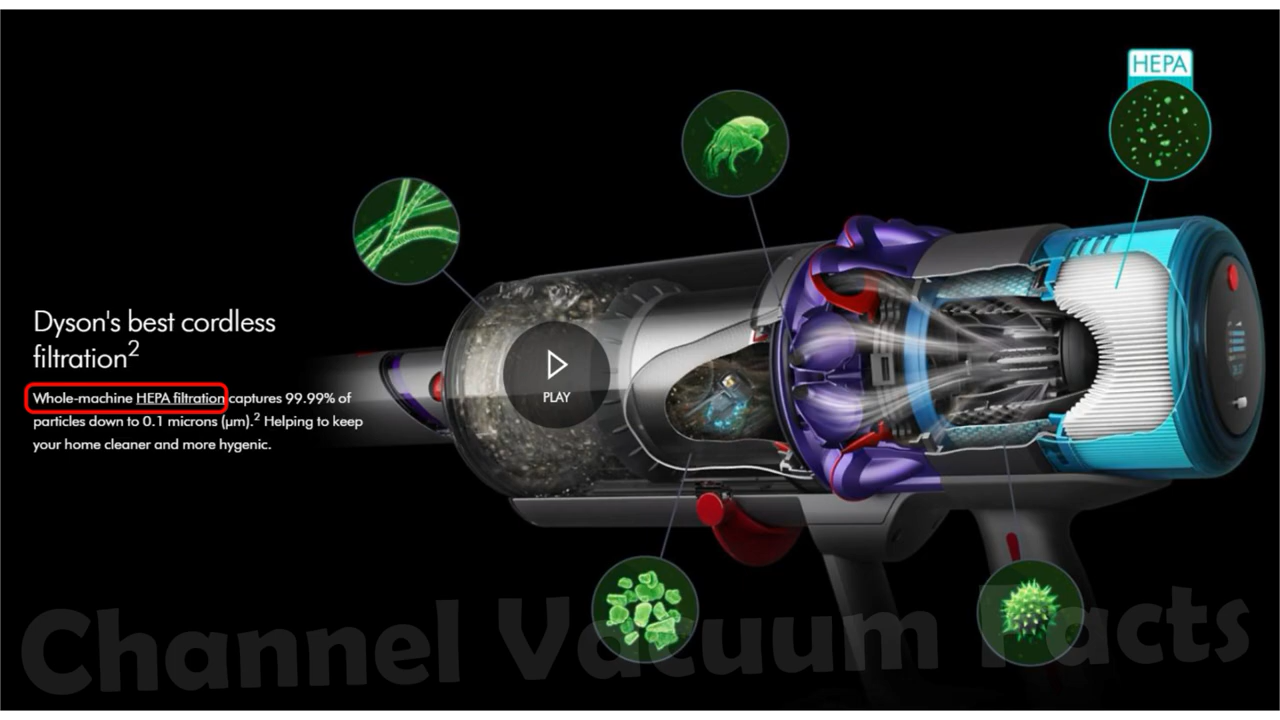 HEPA
Dyson's best cordless
filtration2
Whole-machine HEPA filtration captures 99.99% of
particles down to 0.1 microns (μm).2 Helping to keep
your home cleaner and more hygenic.
PLAY
Channel Vacuum Facts